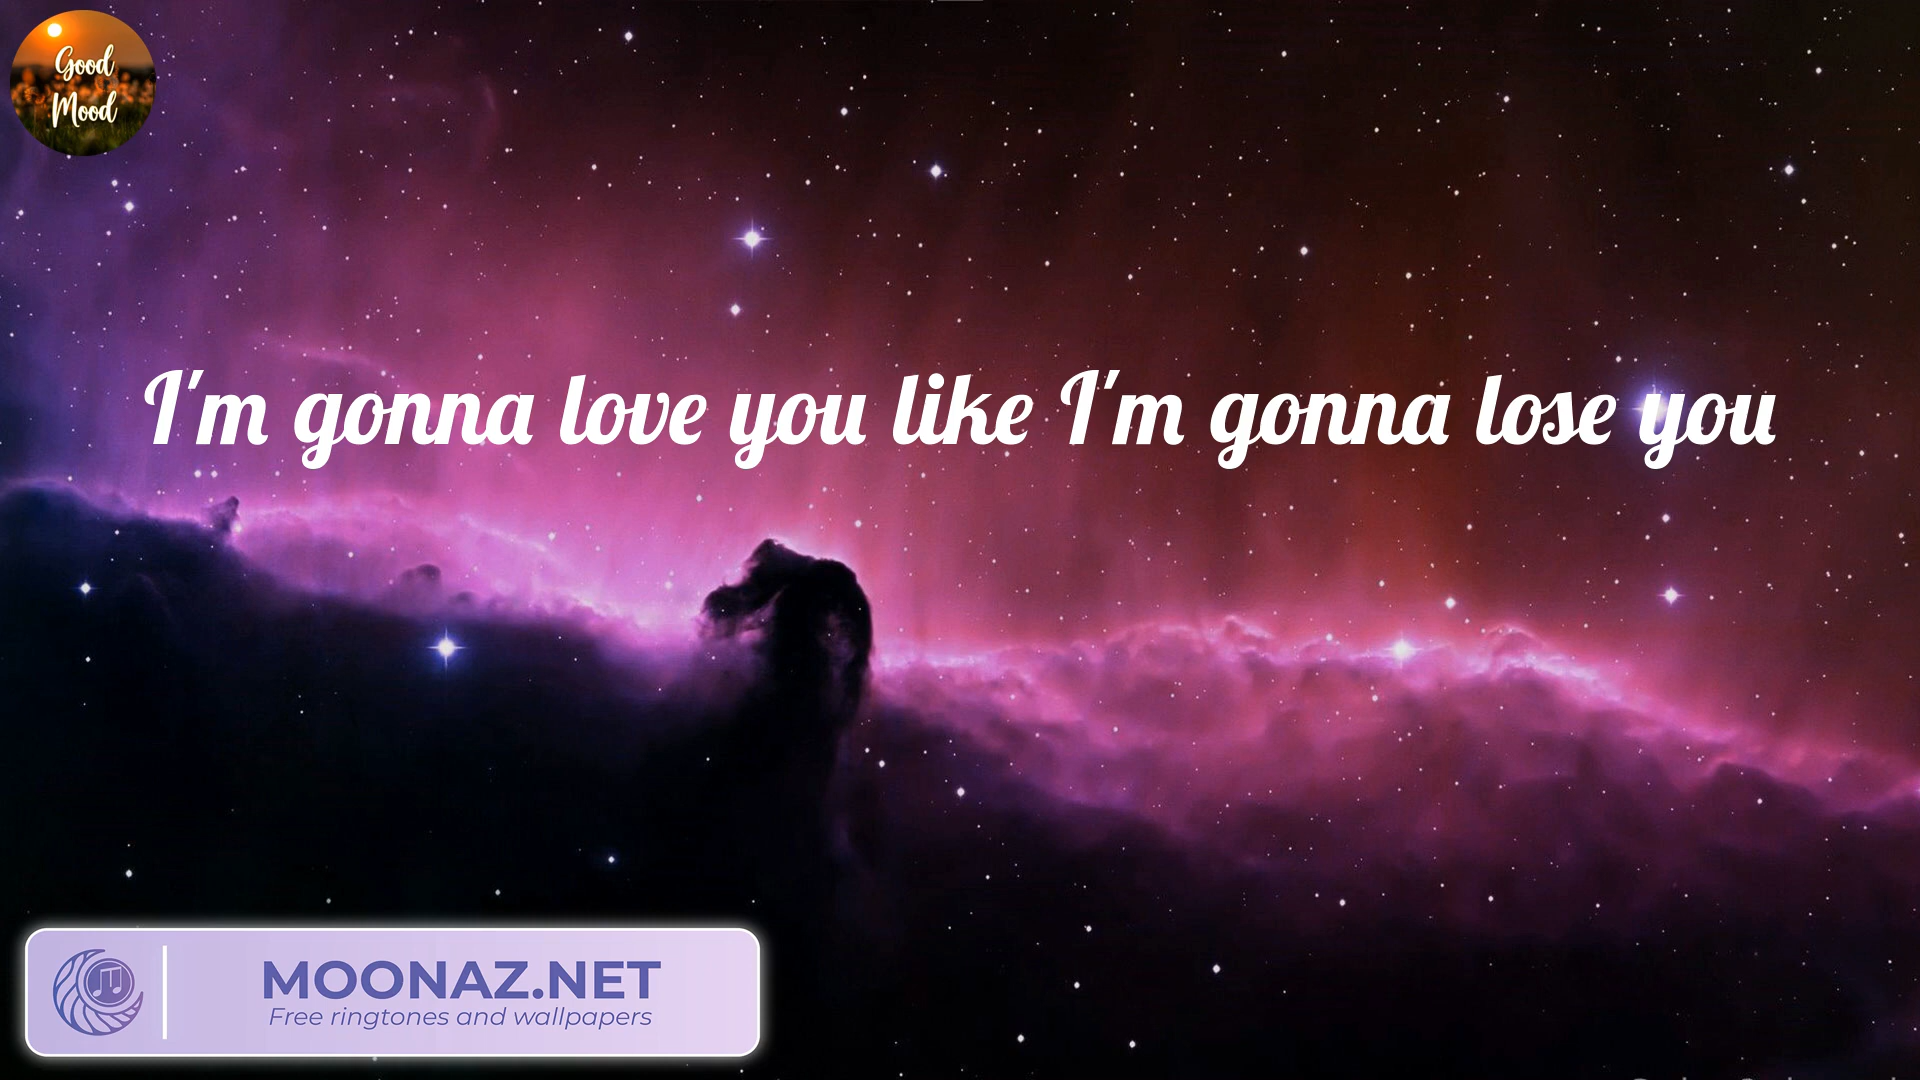 Good
Mood
I'm gonna love you like I'm gonna lose you
MOONAZ.NET
Free ringtones and wallpapers